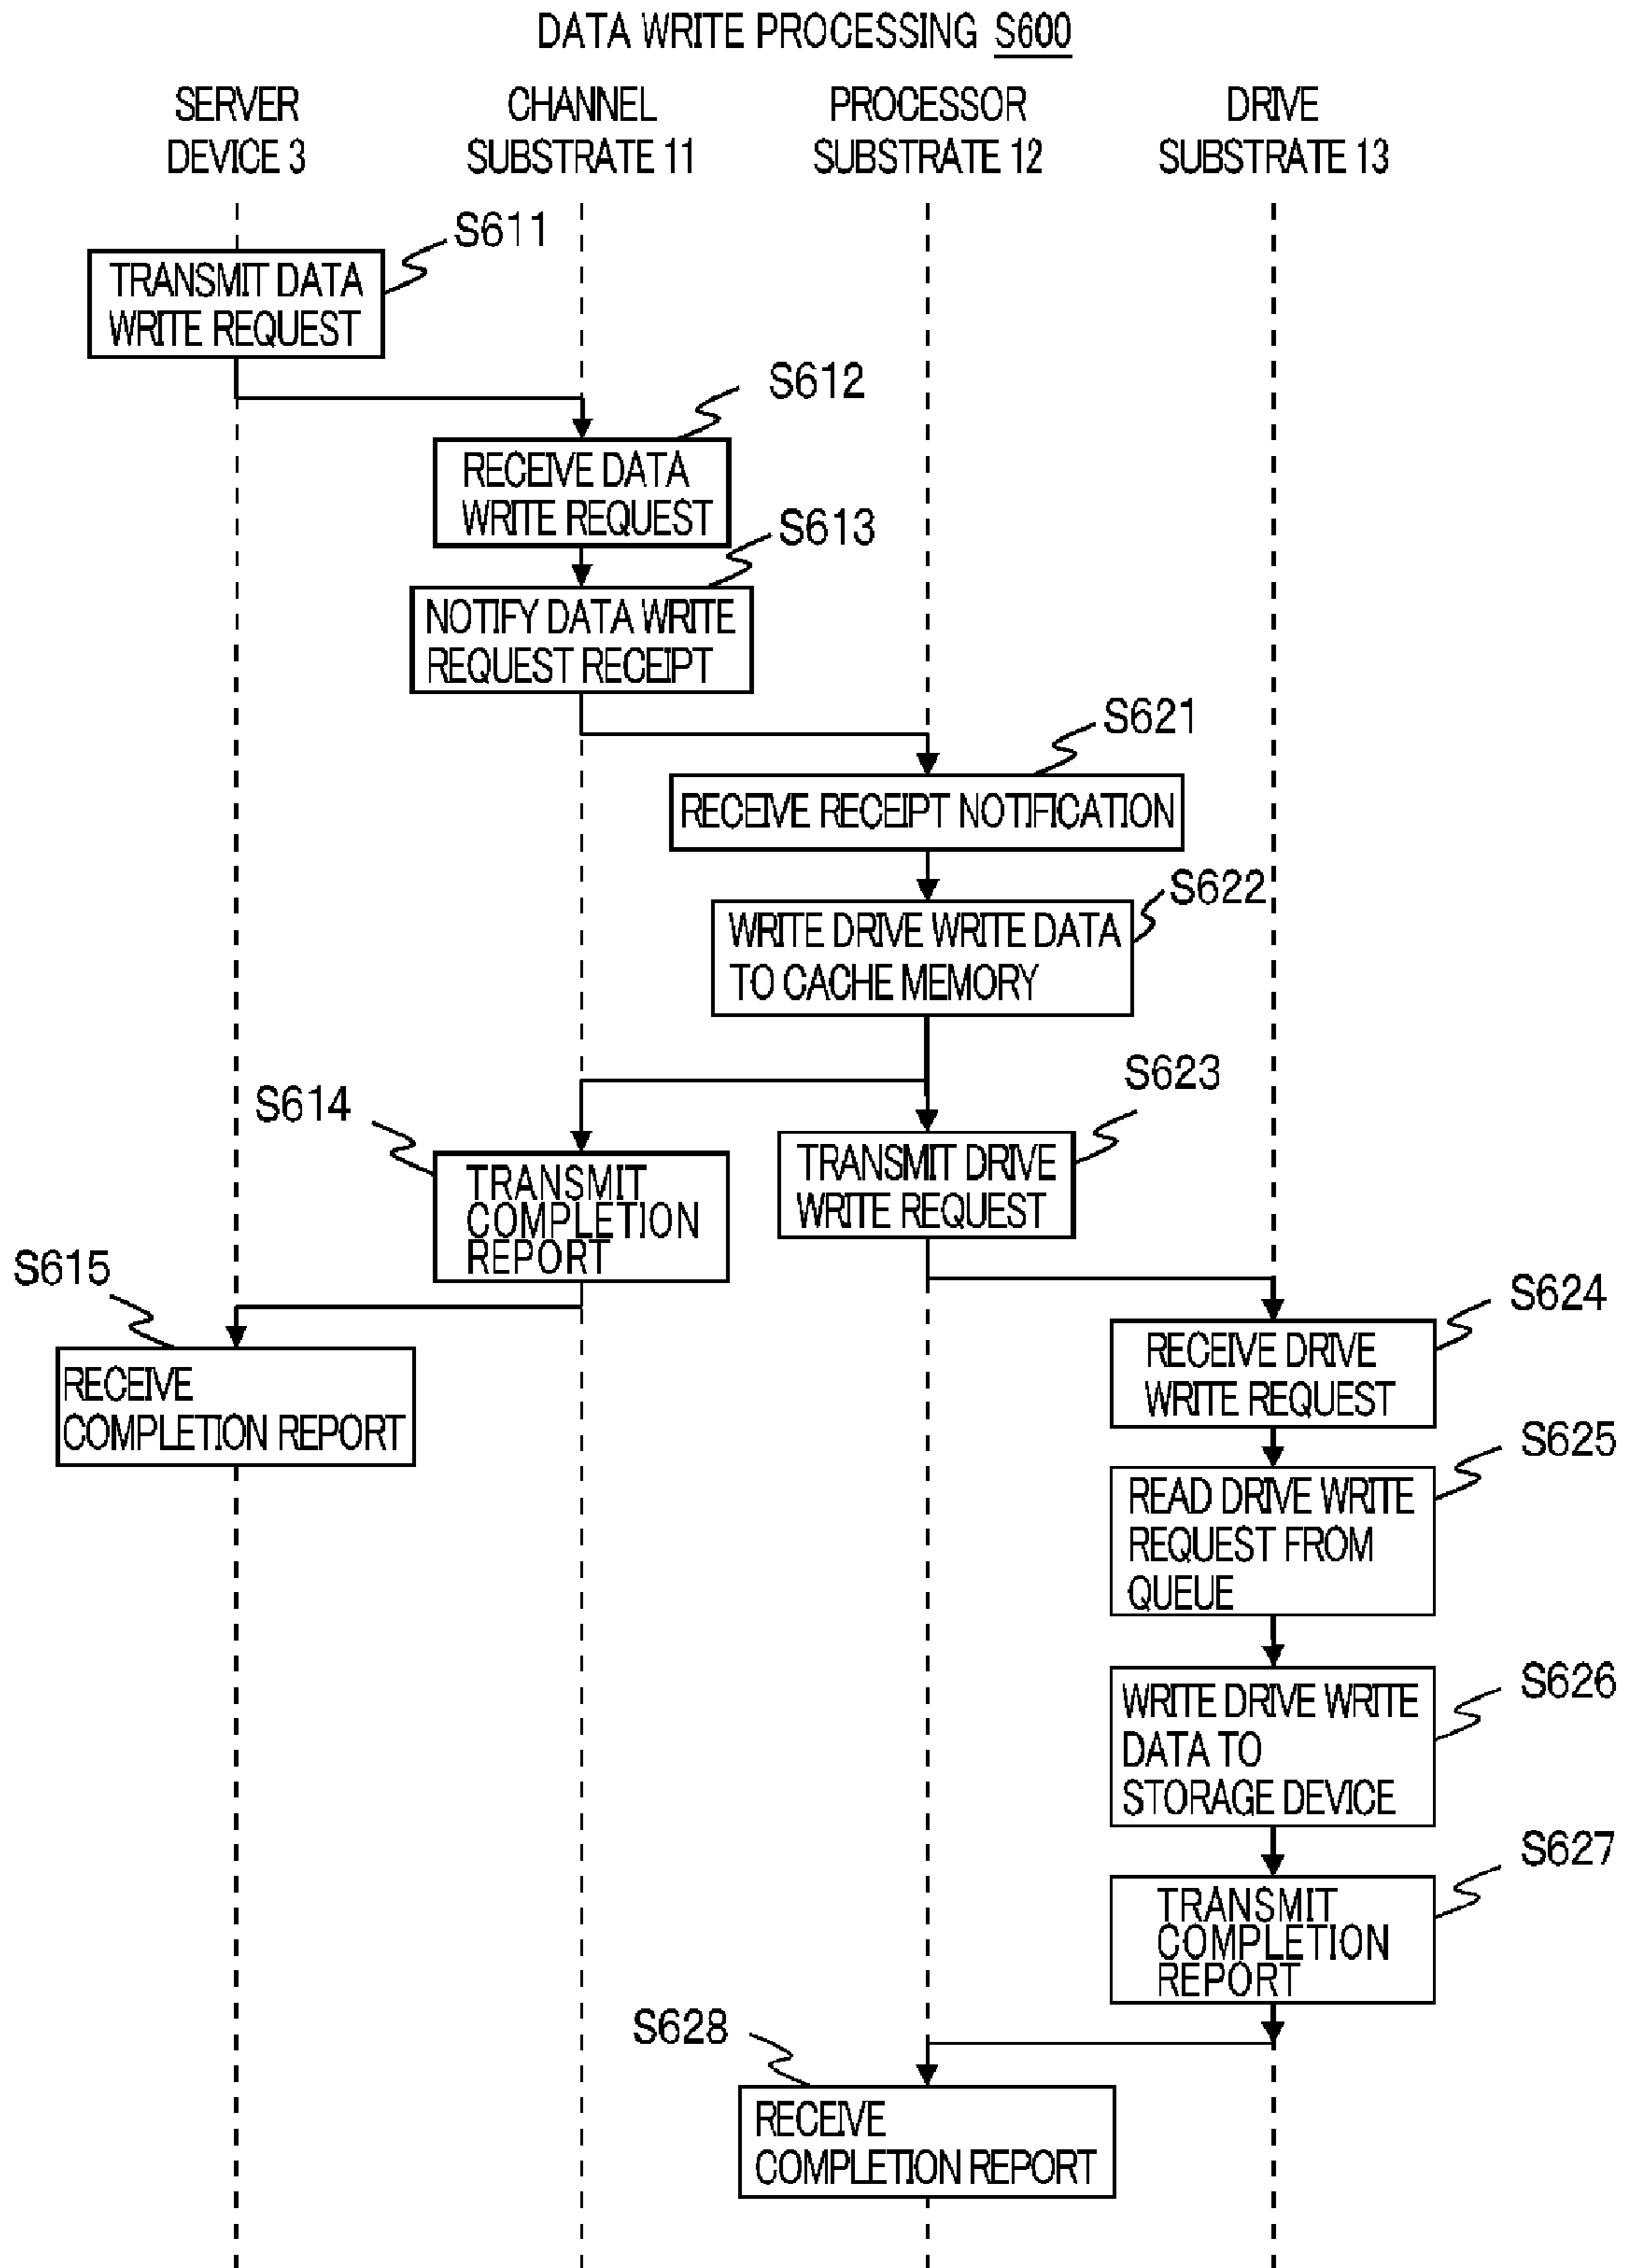 DATA WRITE PROCESSING S600
SERVER
DEVICE 3
CHANNEL
SUBSTRATE 11
PROCESSOR
SUBSTRATE 12
DRIVE
SUBSTRATE 13
S611
TRANSMIT DATA
WRITE REQUEST
S612
RECEIVE DATA
WRITE REQUEST
S613
NOTIFY DATA WRITE
REQUEST RECEIPT
S621
RECEIVE RECEIPT NOTIFICATION
S622
WRITE DRIVE WRITE DATA
TO CACHE MEMORY
S623
TRANSMIT DRIVE
WRITE REQUEST
S614
TRANSMIT
COMPLETION
REPORT
S615
RECEIVE
COMPLETION REPORT
S624
RECEIVE DRIVE
WRITE REQUEST
S625
READ DRIVE WRITE
REQUEST FROM
QUEUE
S626
WRITE DRIVE WRITE
DATA TO
STORAGE DEVICE
S627
TRANSMIT
COMPLETION
REPORT
S628
RECEIVE
COMPLETION REPORT